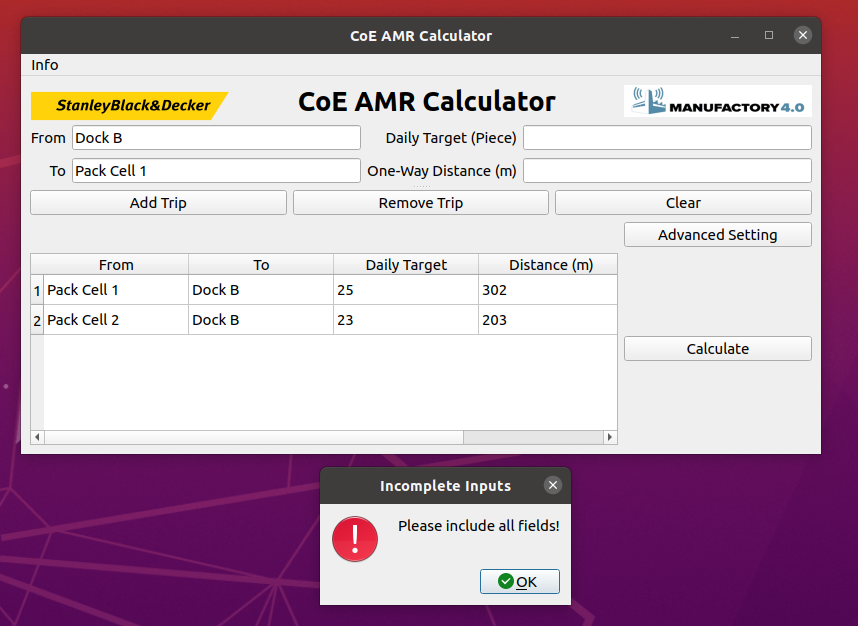 CoE AMR Calculator
Info
StanleyBlack&Decker
CoE AMR Calculator
MANUFACTORY4.0
From Dock B Daily Target (Piece)
To Pack Cell 1 One-Way Distance (m)
Add Trip Remove Trip Clear
Advanced Setting
From To Daily Target Distance (m)
1 Pack Cell 1 Dock B 25 302
2 Pack Cell 2 Dock B 23 203
Calculate
Incomplete Inputs
Please include all fields!
OK